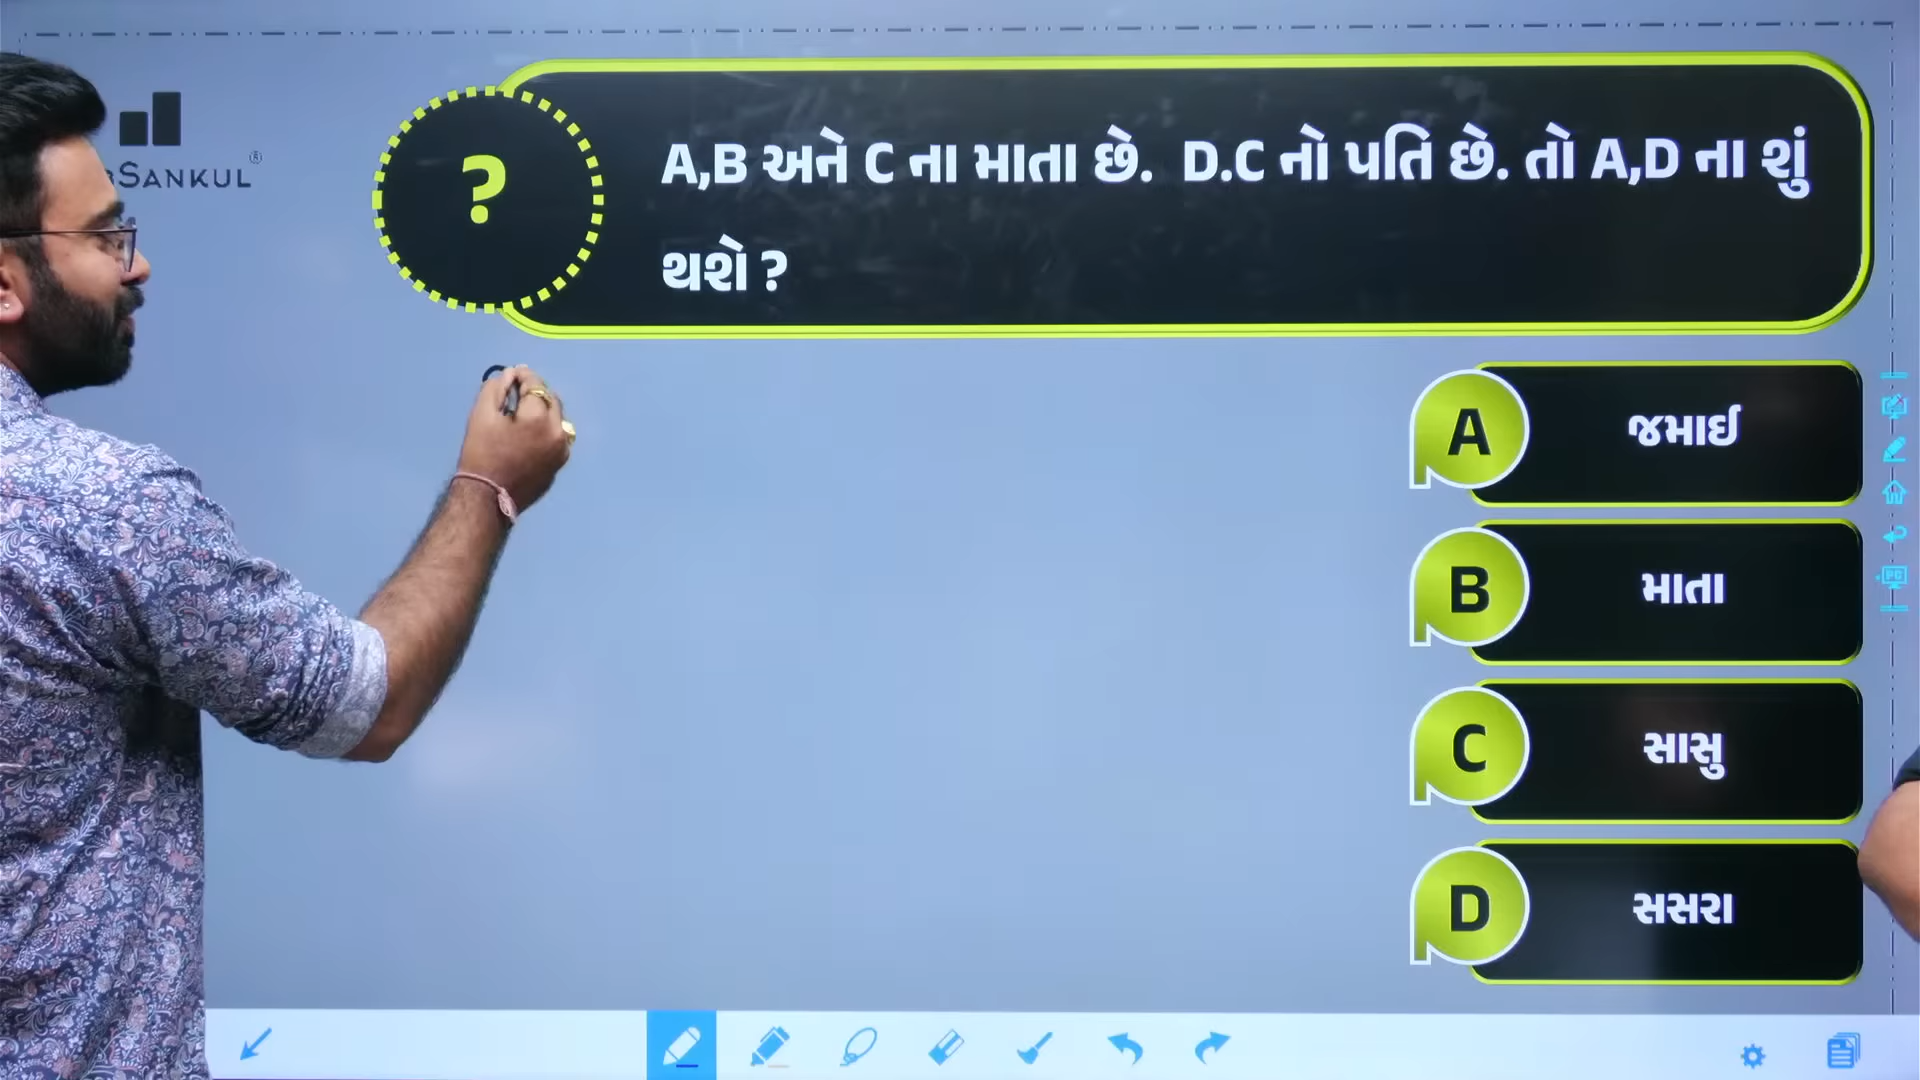 SANKUL
?
A,B અને C ના માતા છે. D.C નો પતિ છે. તો A,D ના શું
થશે ?
A જમાઈ
B માતા
C સાસુ
D સસરા